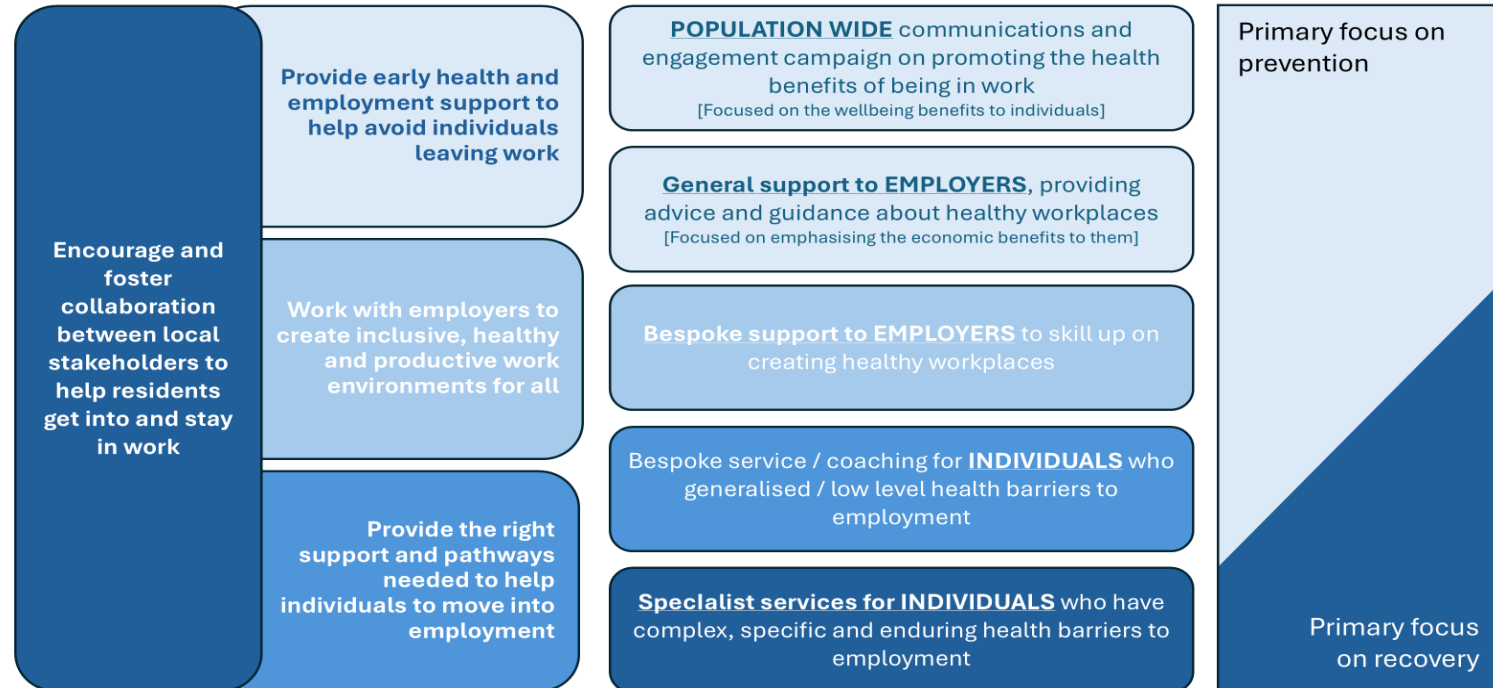 Encourage and
foster
collaboration
between local
stakeholders to
help residents
get into and stay
in work
Provide early health and
employment support to
help avoid individuals
leaving work
Work with employers to
create inclusive, healthy
and productive work
environments for all
Provide the right
support and pathways
needed to help
individuals to move into
employment
POPULATION WIDE communications and
engagement campaign on promoting the health
benefits of being in work
[Focused on the wellbeing benefits to individuals]
General support to EMPLOYERS, providing
advice and guidance about healthy workplaces
[Focused on emphasising the economic benefits to them]
Bespoke support to EMPLOYERS to skill up on
creating healthy workplaces
Bespoke service / coaching for INDIVIDUALS who
generalised / low level health barriers to
employment
SpecIalist services for INDIVIDUALS who have
complex, specific and enduring health barriers to
employment
Primary focus on
prevention
Primary focus
on recovery